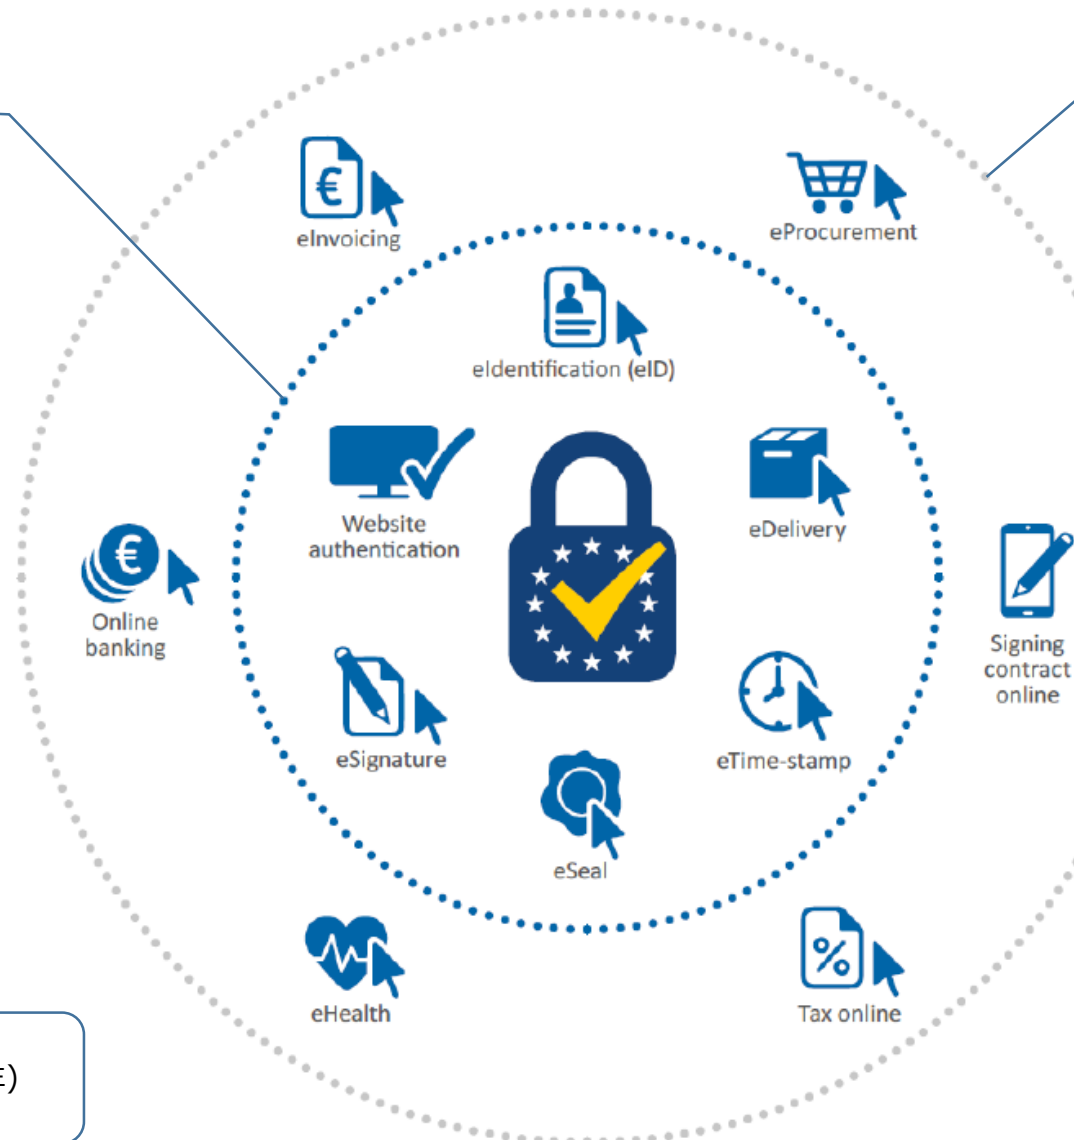 eInvoicing
eProcurement
eIdentification (eID)
Website
authentication
eDelivery
Online
banking
Signing
contract
online
eSignature
eTime-stamp
eSeal
eHealth
Tax online